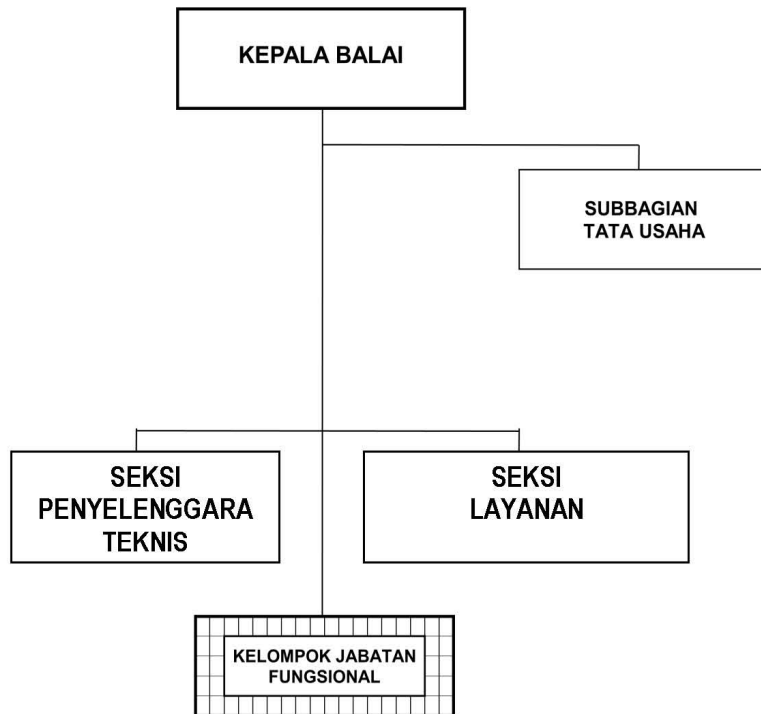 KEPALA BALAI
SUBBAGIAN
TATA USAHA
SEKSI
PENYELENGGARA
TEKNIS
SEKSI
LAYANAN
KELOMPOK JABATAN
FUNGSIONAL